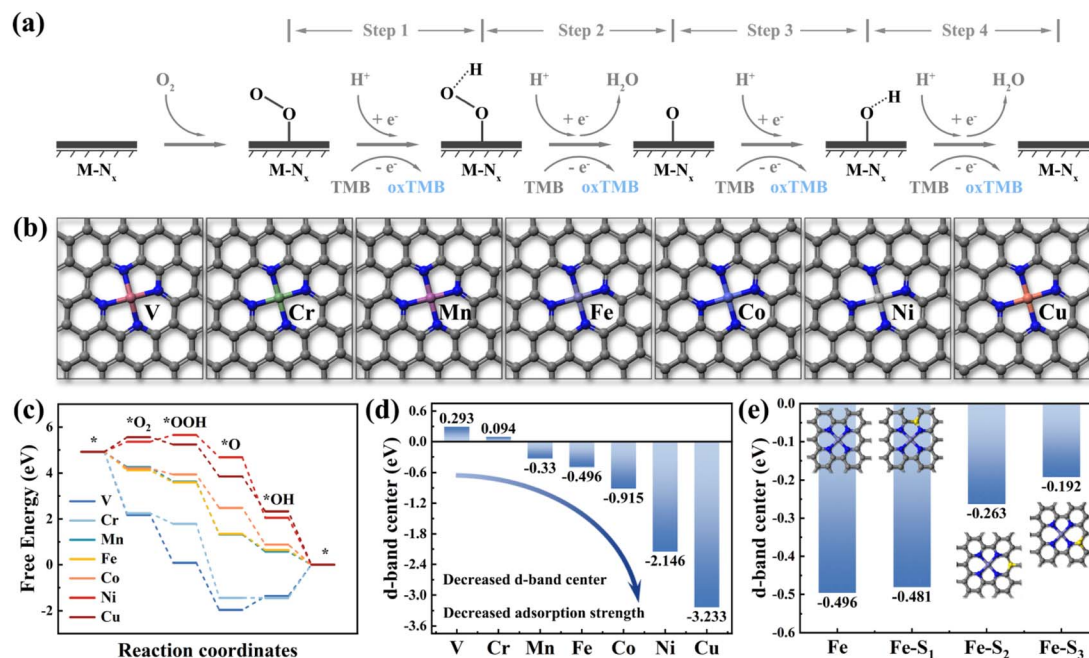 (a)
Step 1 Step 2 Step 3 Step 4
O₂ H⁺ H H⁺ H₂O H⁺ H H⁺ H₂O
O O O O O O
+ e⁻ + e⁻ + e⁻ + e⁻
M-Nₓ M-Nₓ M-Nₓ M-Nₓ M-Nₓ M-Nₓ
- e⁻ - e⁻ - e⁻ - e⁻
TMB oxTMB TMB oxTMB TMB oxTMB TMB oxTMB
(b)
V Cr Mn Fe Co Ni Cu
(c)
Free Energy (eV)
6
4
2
0
-2
* *O₂ *OOH *O *OH *
V
Cr
Mn
Fe
Co
Ni
Cu
Reaction coordinates
(d)
d-band center (eV)
0.6
0.0
-0.6
-1.2
-1.8
-2.4
-3.0
-3.6
0.293
0.094
-0.33
-0.496
-0.915
-2.146
-3.233
Decreased d-band center
Decreased adsorption strength
V Cr Mn Fe Co Ni Cu
(e)
d-band center (eV)
0.0
-0.1
-0.2
-0.3
-0.4
-0.5
-0.6
-0.496
-0.481
-0.263
-0.192
Fe Fe-S₁ Fe-S₂ Fe-S₃